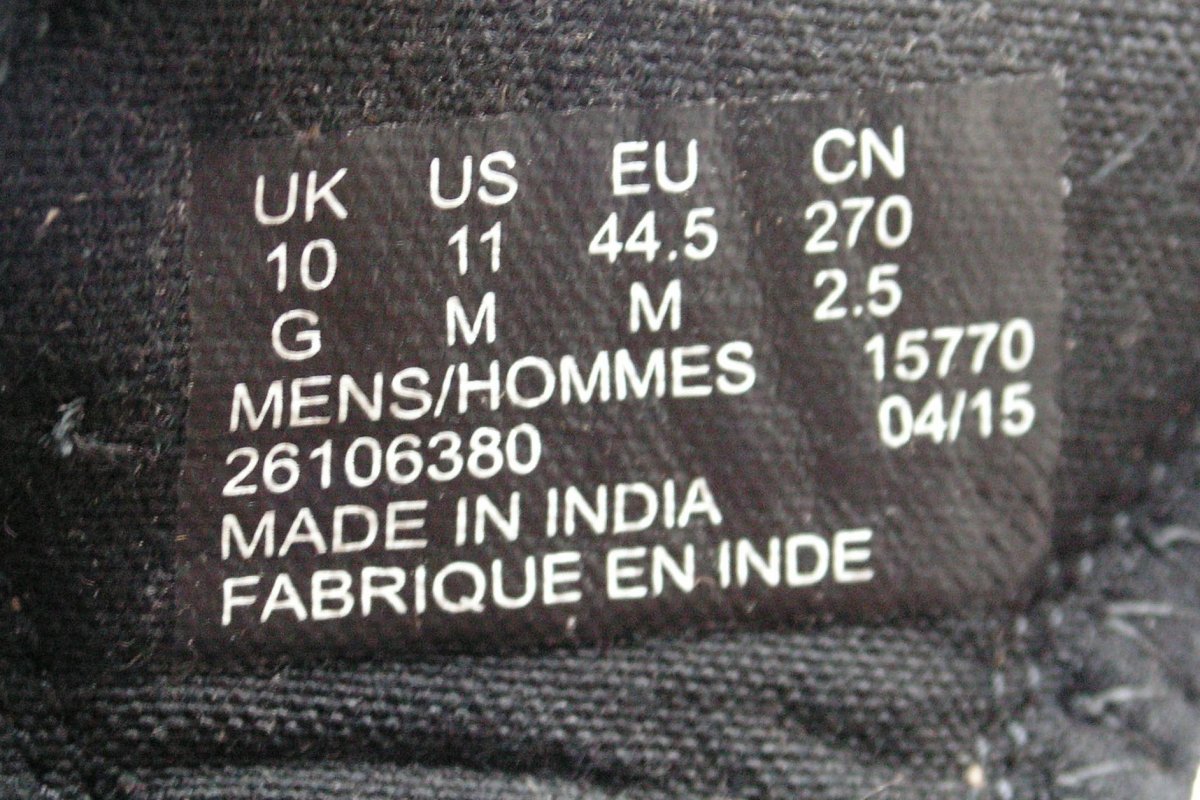 UK US EU CN
10 11 44.5 270
G M M 2.5
MENS/HOMMES 15770
26106380 04/15
MADE IN INDIA
FABRIQUE EN INDE